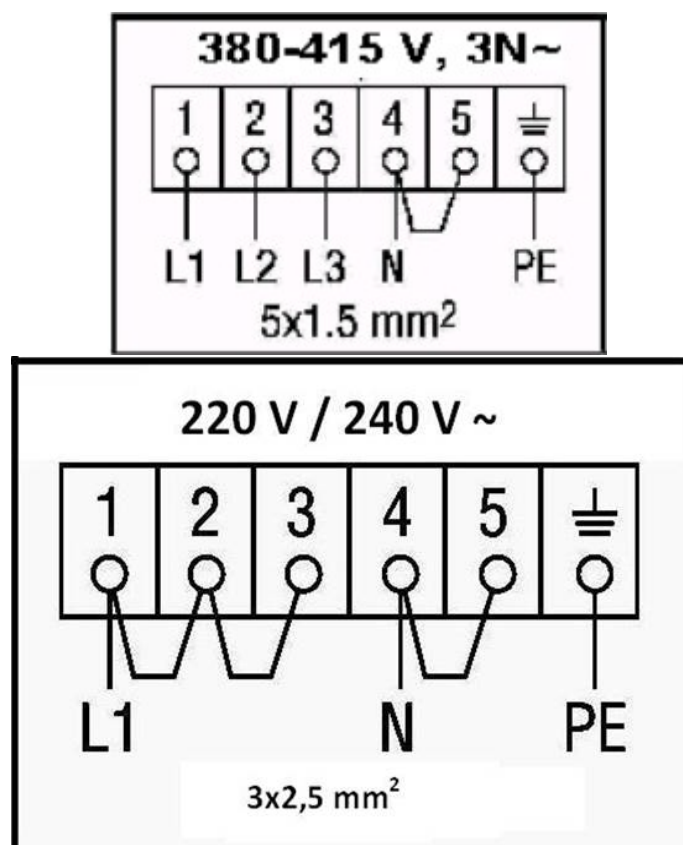 380-415 V, 3N~
1 2 3 4 5
L1 L2 L3 N PE
5x1.5 mm²
220 V / 240 V ~
1 2 3 4 5
L1 N PE
3x2,5 mm²